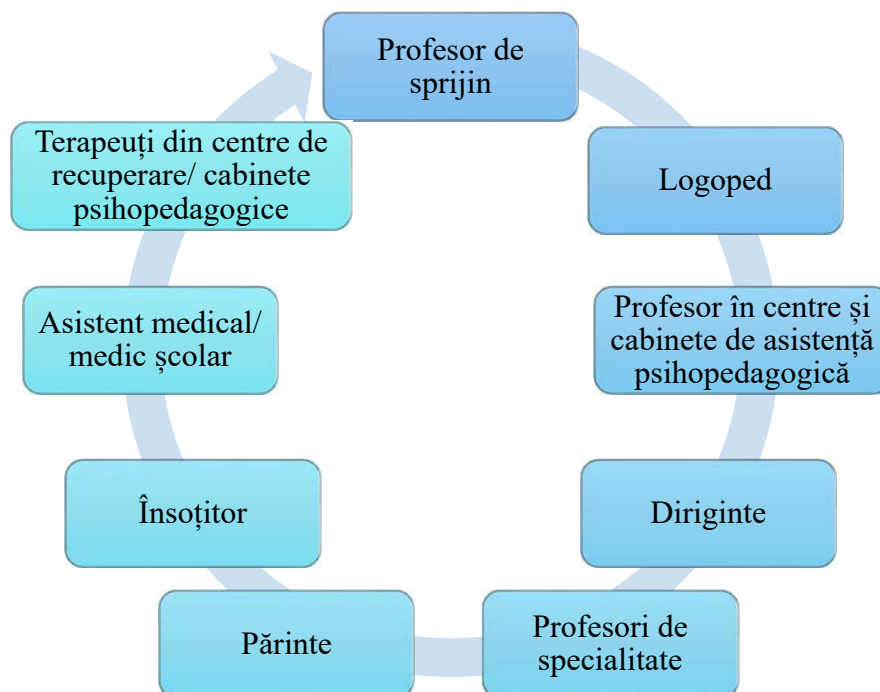 Profesor de
sprijin
Logoped
Profesor în centre și
cabinete de asistență
psihopedagogică
Diriginte
Profesori de
specialitate
Părinte
Însoțitor
Asistent medical/
medic școlar
Terapeuți din centre de
recuperare/ cabinete
psihopedagogice